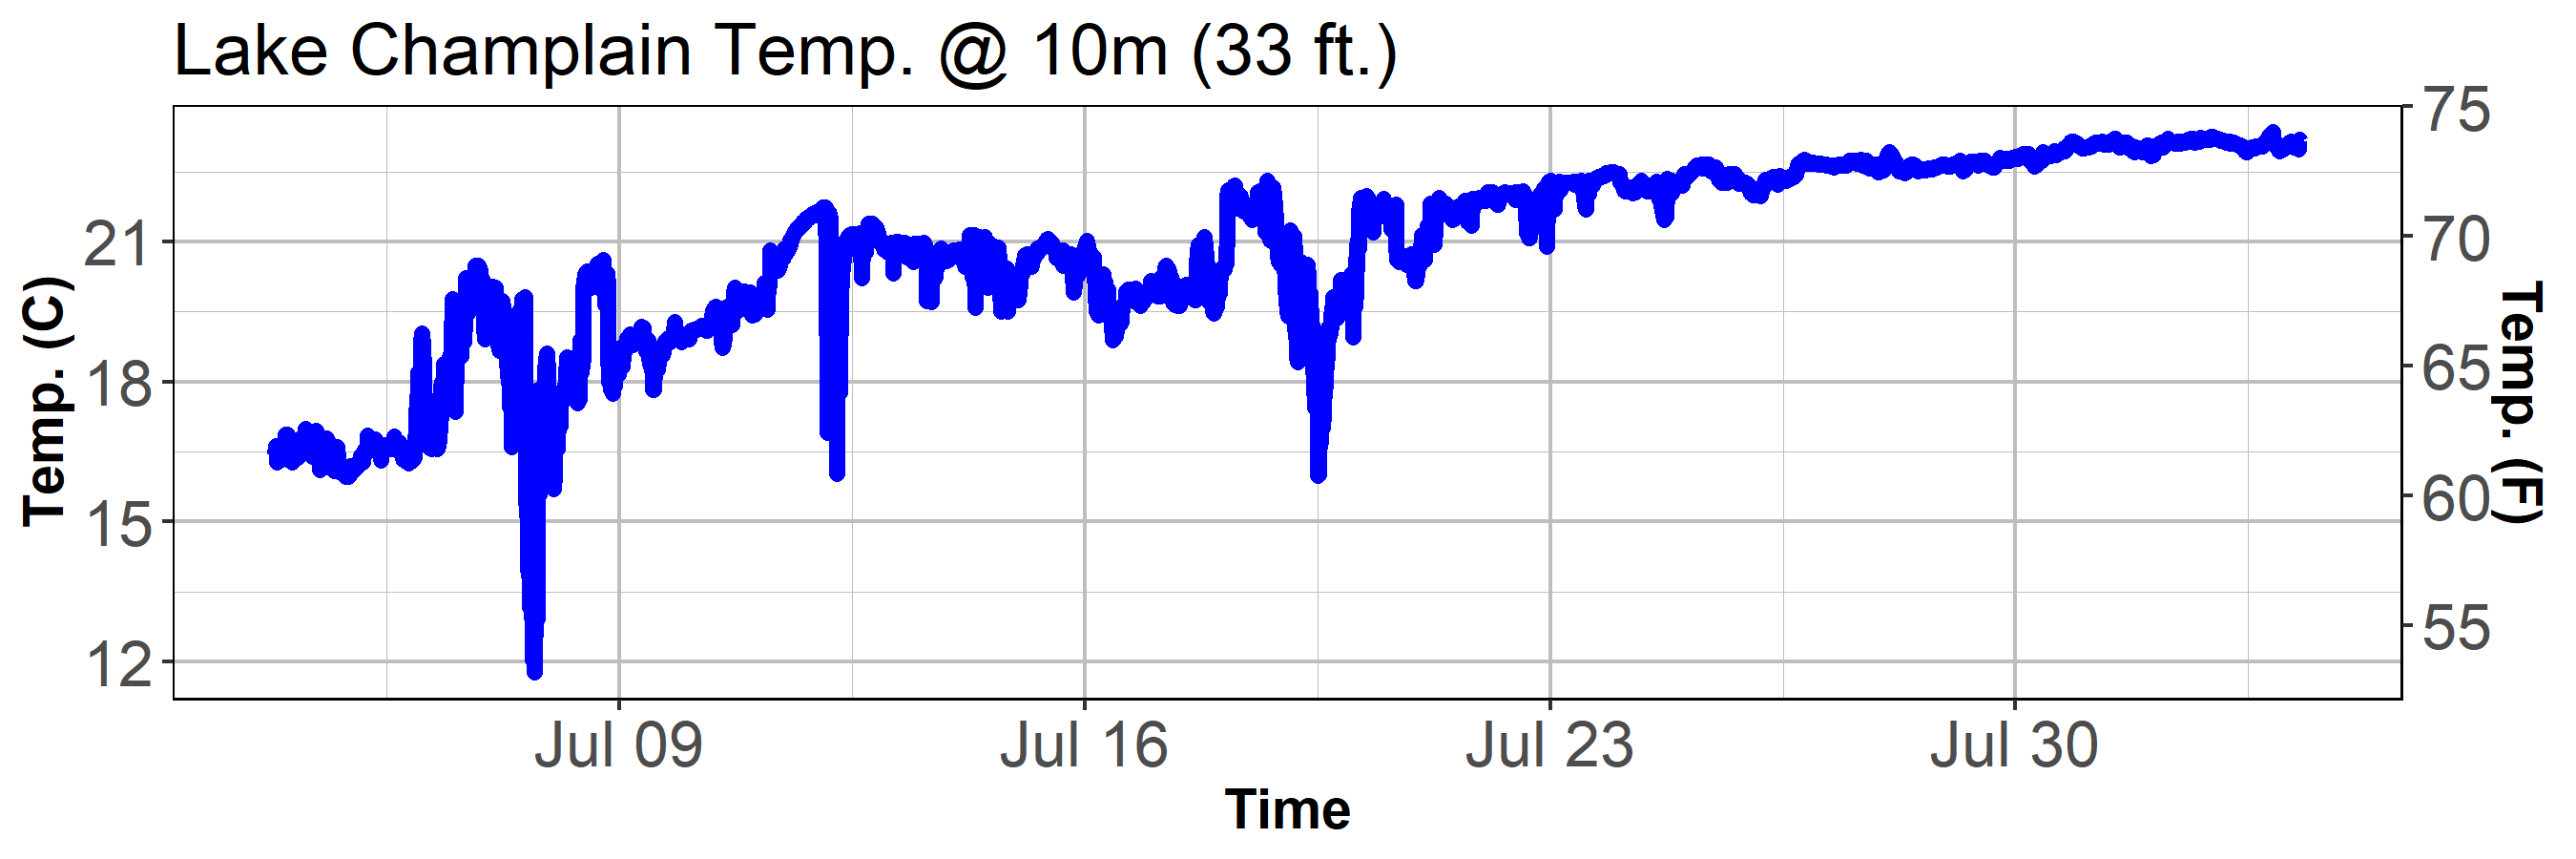 Lake Champlain Temp. @ 10m (33 ft.)
Temp. (C)
21
18
15
12
75
70
65
60
55
Temp. (F)
Jul 09
Jul 16
Jul 23
Jul 30
Time